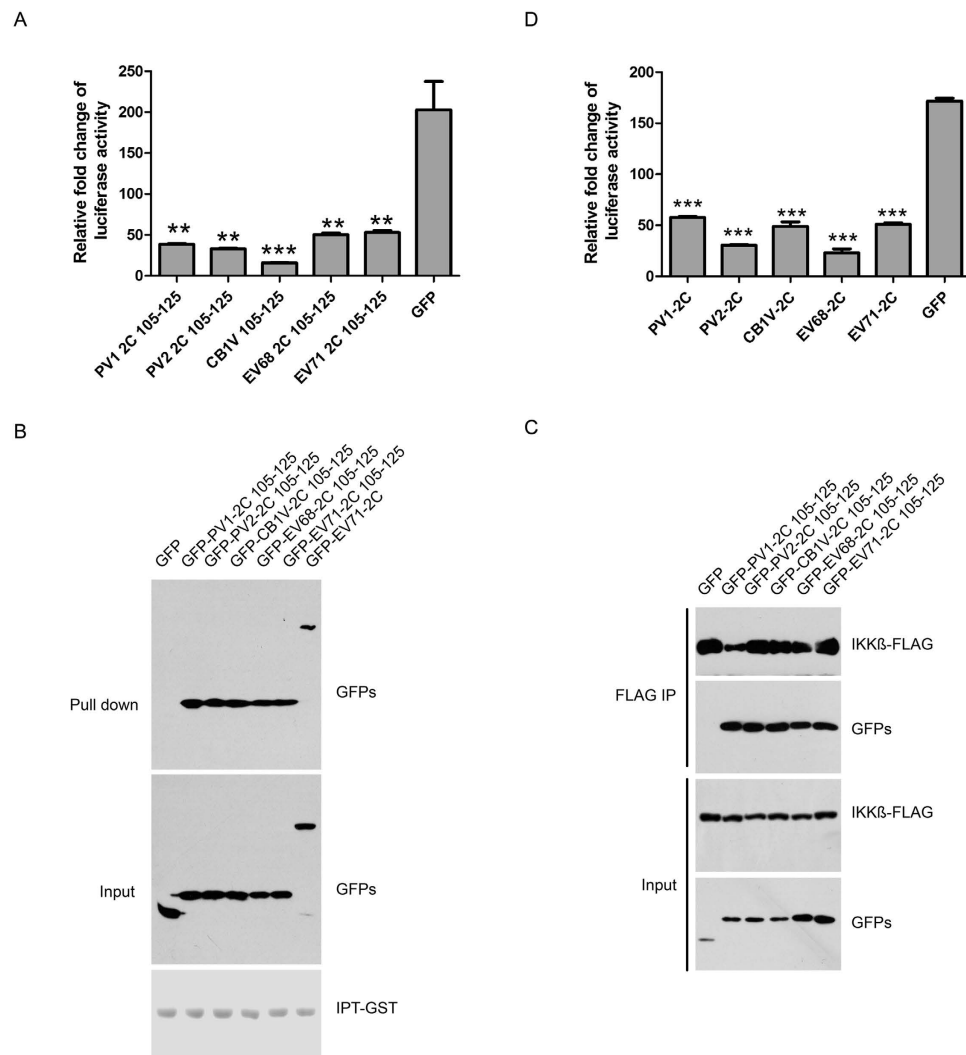 A
Relative fold change of
luciferase activity
250
200
150
100
50
0
**
**
***
**
**
PV1 2C 105-125
PV2 2C 105-125
CB1V 105-125
EV68 2C 105-125
EV71 2C 105-125
GFP
D
Relative fold change of
luciferase activity
200
150
100
50
0
***
***
***
***
***
PV1-2C
PV2-2C
CB1V-2C
EV68-2C
EV71-2C
GFP
B
GFP
GFP-PV1-2C 105-125
GFP-PV2-2C 105-125
GFP-CB1V-2C 105-125
GFP-EV68-2C 105-125
GFP-EV71-2C 105-125
GFP-EV71-2C
Pull down
GFPs
Input
GFPs
IPT-GST
C
GFP
GFP-PV1-2C 105-125
GFP-PV2-2C 105-125
GFP-CB1V-2C 105-125
GFP-EV68-2C 105-125
GFP-EV71-2C 105-125
FLAG IP
IKKß-FLAG
GFPs
Input
IKKß-FLAG
GFPs